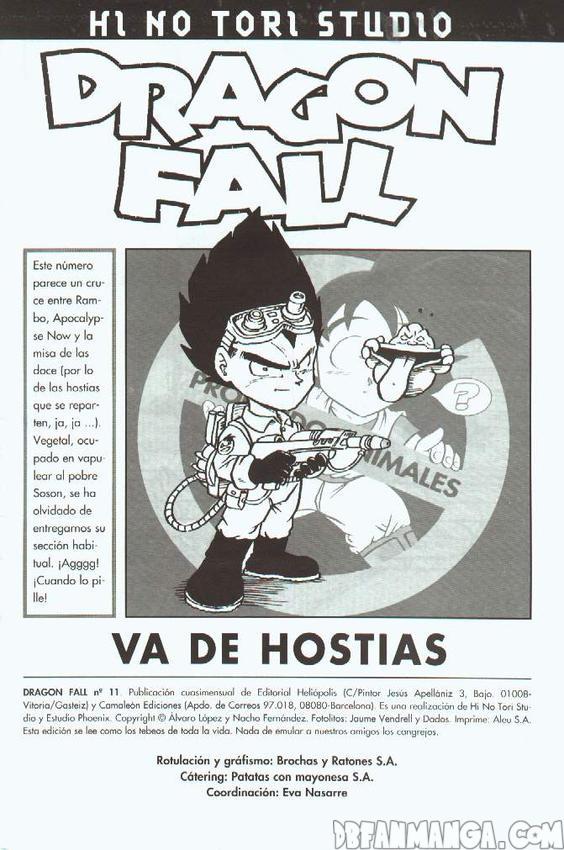 HI NO TORI STUDIO
DRAGON
FALL
Este número
parece un cru-
ce entre Ram-
bo, Apocalyp-
se Now y la
misa de las
doce (por lo
de las hostias
que se repar-
ten, ja, ja ...).
Vegetal, ocu-
pado en vapu-
lear al pobre
Soson, se ha
olvidado de
entregarnos su
sección habi-
tual. ¡Agggg!
¡Cuando lo pi-
lle!
?
VA DE HOSTIAS
DRAGON FALL nº 11. Publicación cuasimensual de Editorial Heliópolis (C/Pintor Jesús Apellániz 3, Bajo. 01008-
Vitoria/Gasteiz) y Camaleón Ediciones (Apdo. de Correos 97.018, 08080-Barcelona). Es una realización de Hi No Tori Stu-
dio y Estudio Phoenix. Copyright © Álvaro López y Nacho Fernández. Fotolitos: Jaume Vendrell y Dados. Imprime: Aleu S.A.
Esta edición se lee como los tebeos de toda la vida. Nada de emular a nuestros amigos los cangrejos.
Rotulación y gráfismo: Brochas y Ratones S.A.
Cátering: Patatas con mayonesa S.A.
Coordinación: Eva Nasarre
DBFANMANGA.COM